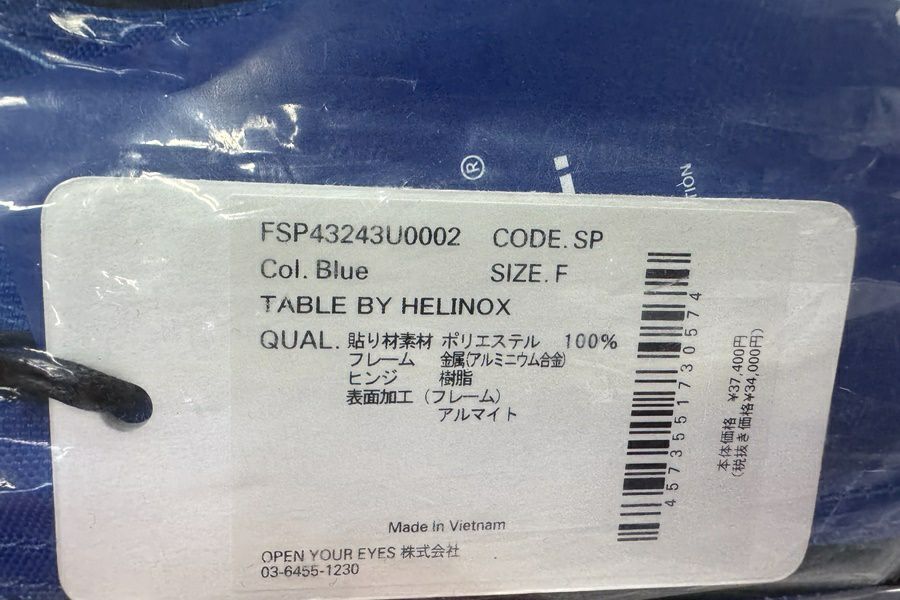 ®
TION
FSP43243U0002 CODE. SP
Col. Blue SIZE. F
TABLE BY HELINOX
QUAL. 貼り材素材 ポリエステル 100%
フレーム 金属(アルミニウム合金)
ヒンジ 樹脂
表面加工 (フレーム)
アルマイト
4573551730574
本体価格 ¥37,400円
(税抜き価格¥34,000円)
Made In Vietnam
OPEN YOUR EYES 株式会社
03-6455-1230